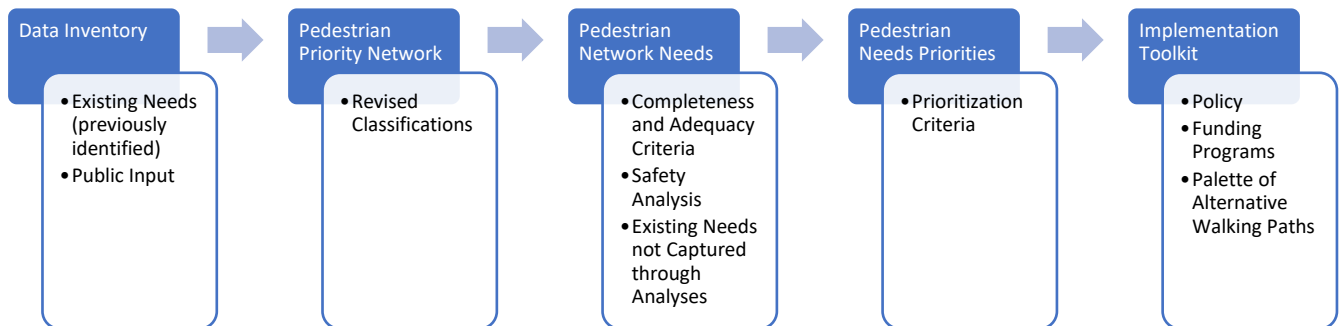 Data Inventory
• Existing Needs
(previously
identified)
• Public Input
Pedestrian
Priority Network
• Revised
Classifications
Pedestrian
Network Needs
• Completeness
and Adequacy
Criteria
• Safety
Analysis
• Existing Needs
not Captured
through
Analyses
Pedestrian
Needs Priorities
• Prioritization
Criteria
Implementation
Toolkit
• Policy
• Funding
Programs
• Palette of
Alternative
Walking Paths